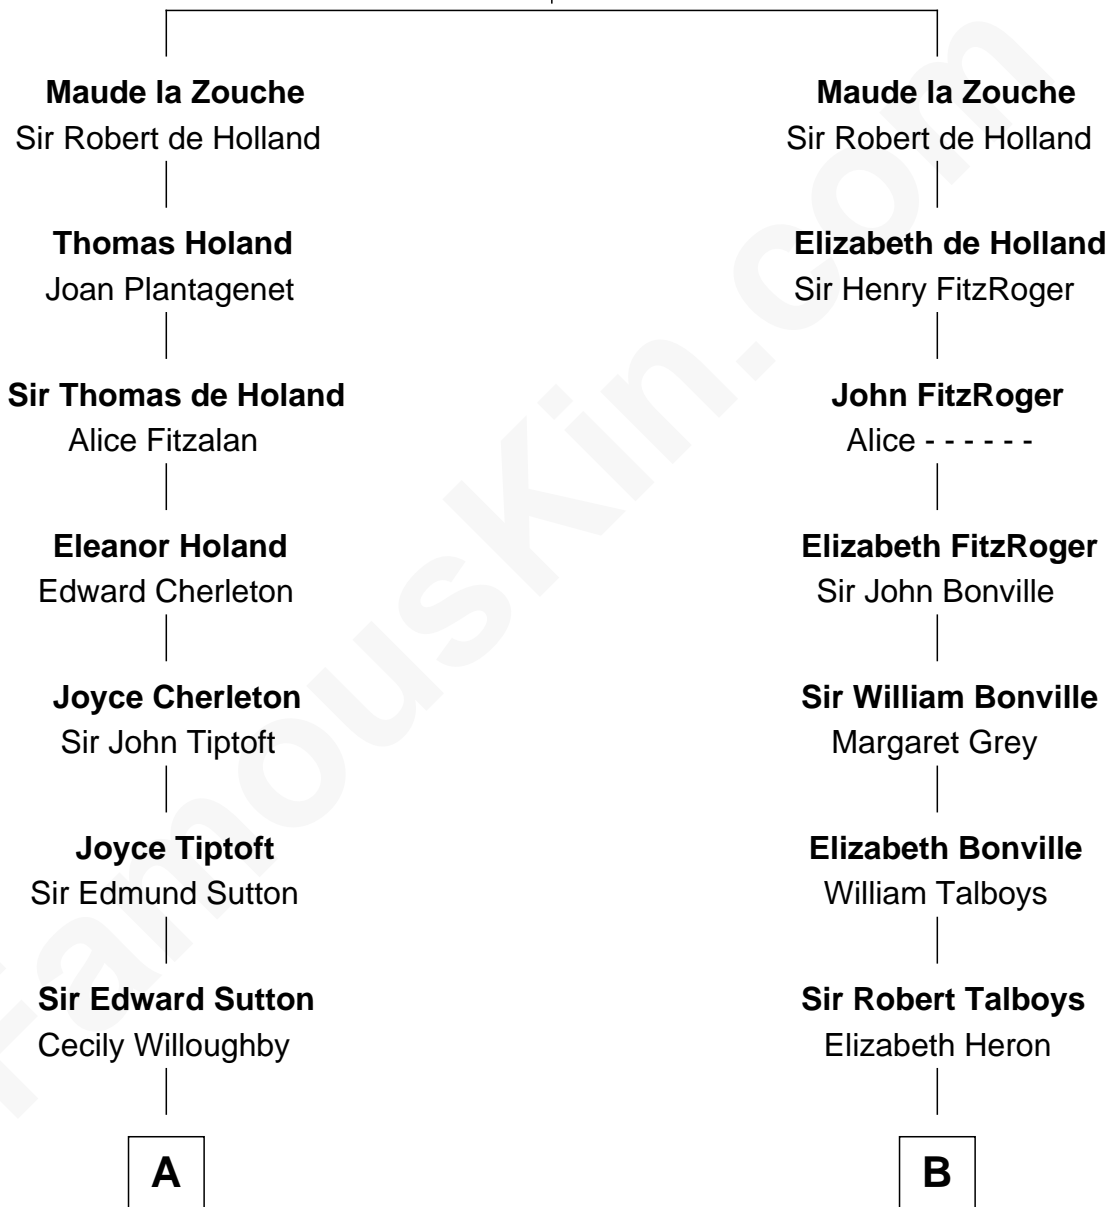 Maude la Zouche
Sir Robert de Holland
Thomas Holand
Joan Plantagenet
Sir Thomas de Holand
Alice Fitzalan
Eleanor Holand
Edward Cherleton
Joyce Cherleton
Sir John Tiptoft
Joyce Tiptoft
Sir Edmund Sutton
Sir Edward Sutton
Cecily Willoughby
A
Maude la Zouche
Sir Robert de Holland
Elizabeth de Holland
Sir Henry FitzRoger
John FitzRoger
Alice - - - - - -
Elizabeth FitzRoger
Sir John Bonville
Sir William Bonville
Margaret Grey
Elizabeth Bonville
William Talboys
Sir Robert Talboys
Elizabeth Heron
B
FamousKin.com